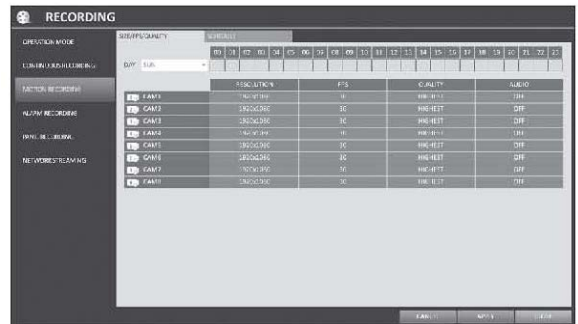 RECORDING
OPERATION MODE
CONTINUOUS RECORDING
MOTION RECORDING
ALARM RECORDING
PANIC RECORDING
NETWORK STREAMING
SIZE/FPS/QUALITY
SCHEDULE
00 01 02 03 04 05 06 07 08 09 10 11 12 13 14 15 16 17 18 19 20 21 22 23
DAY SUN
RESOLUTION FPS QUALITY AUDIO
CAM1 1920x1080 30 HIGHEST OFF
CAM2 1920x1080 30 HIGHEST OFF
CAM3 1920x1080 30 HIGHEST OFF
CAM4 1920x1080 30 HIGHEST OFF
CAM5 1920x1080 30 HIGHEST OFF
CAM6 1920x1080 30 HIGHEST OFF
CAM7 1920x1080 30 HIGHEST OFF
CAM8 1920x1080 30 HIGHEST OFF
CANCEL APPLY CLOSE